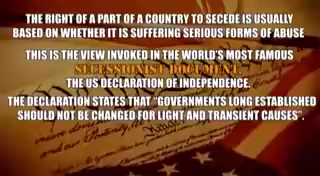 THE RIGHT OF A PART OF A COUNTRY TO SECEDE IS USUALLY
BASED ON WHETHER IT IS SUFFERING SERIOUS FORMS OF ABUSE
THIS IS THE VIEW INVOKED IN THE WORLD'S MOST FAMOUS
SECESSIONIST DOCUMENT
THE US DECLARATION OF INDEPENDENCE.
THE DECLARATION STATES THAT "GOVERNMENTS LONG ESTABLISHED
SHOULD NOT BE CHANGED FOR LIGHT AND TRANSIENT CAUSES".